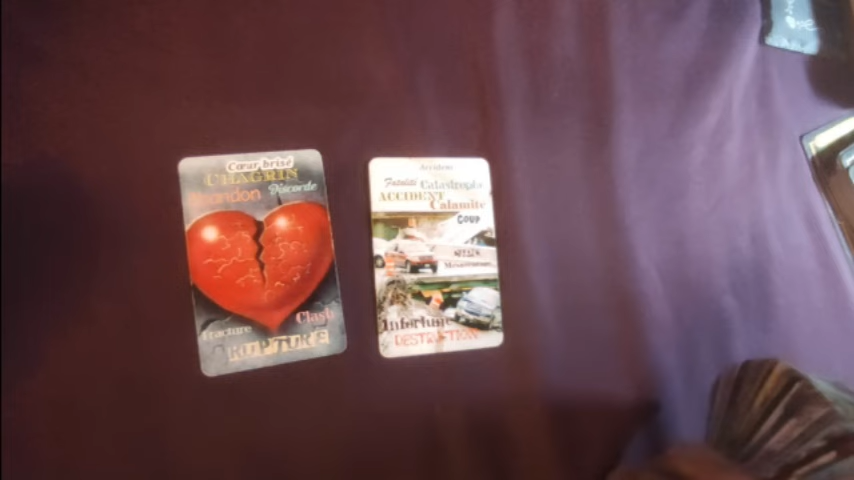 Cœur brisé
CHAGRIN
Abandon Discorde
Fracture Clash
RUPTURE
Accident
Fatalité Catastrophe
ACCIDENT
Calamité
COUP
Infortune
DESTRUCTION